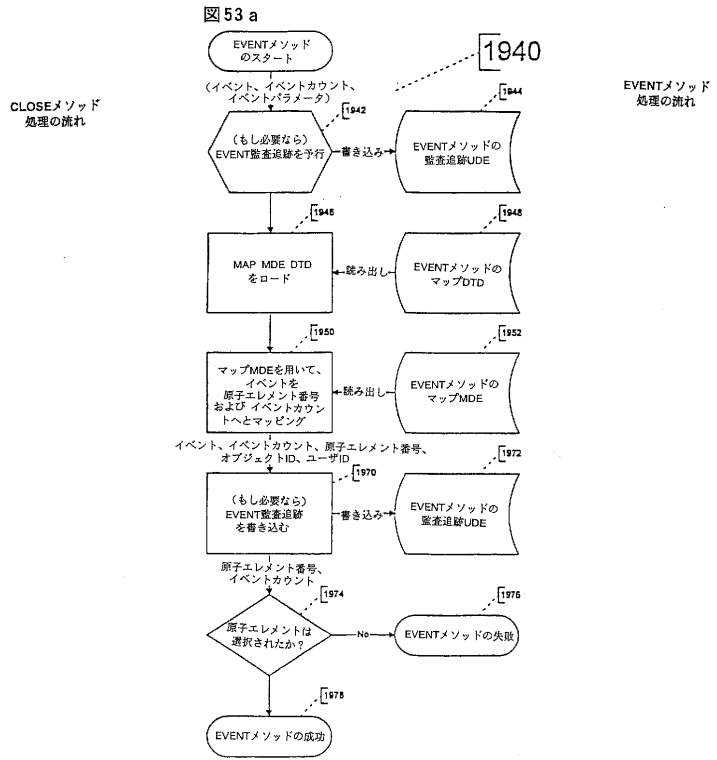 図53 a
EVENTメソッド
のスタート
1940
CLOSEメソッド
処理の流れ
EVENTメソッド
処理の流れ
(イベント、イベントカウント、
イベントパラメータ)
1942
1944
(もし必要なら)
EVENT監査追跡を予行
書き込み
EVENTメソッドの
監査追跡UDE
1946
1948
MAP MDE DTD
をロード
読み出し
EVENTメソッドの
マップDTD
1950
1952
マップMDEを用いて、
イベントを
原子エレメント番号
および イベントカウン
トへとマッピング
読み出し
EVENTメソッドの
マップMDE
イベント、イベントカウント、原子エレメント番号、
オブジェクトID、ユーザID
1970
1972
(もし必要なら)
EVENT監査追跡
を書き込む
書き込み
EVENTメソッドの
監査追跡UDE
原子エレメント番号、
イベントカウント
1974
1976
原子エレメントは
選択されたか?
No
EVENTメソッドの失敗
1978
EVENTメソッドの成功